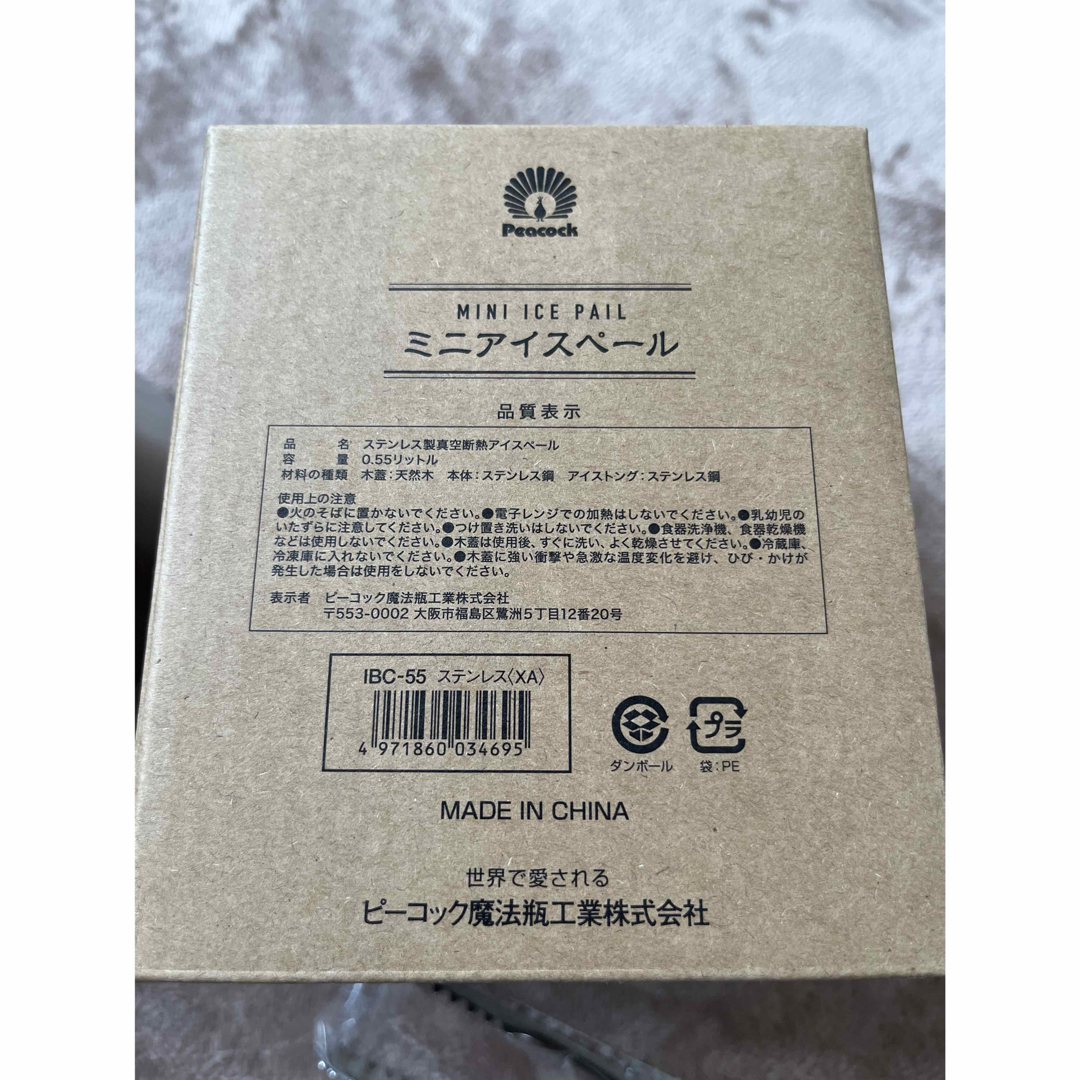 Peacock
MINI ICE PAIL
ミニアイスペール
品質表示
品　　名　ステンレス製真空断熱アイスペール
容　　量　0.55リットル
材料の種類　木蓋：天然木　本体：ステンレス鋼　アイストング：ステンレス鋼
使用上の注意
●火のそばに置かないでください。●電子レンジでの加熱はしないでください。●乳幼児の
いたずらに注意してください。●つけ置き洗いはしないでください。●食器洗浄機、食器乾燥機
などは使用しないでください。●木蓋は使用後、すぐに洗い、よく乾燥させてください。●冷蔵庫、
冷凍庫に入れないでください。●木蓋に強い衝撃や急激な温度変化を避け、ひび・かけが
発生した場合は使用をしないでください。
表示者　ピーコック魔法瓶工業株式会社
〒553-0002 大阪市福島区鷺洲5丁目12番20号
IBC-55 ステンレス〈XA〉
4 971860 034695
プラ
ダンボール　袋：PE
MADE IN CHINA
世界で愛される
ピーコック魔法瓶工業株式会社